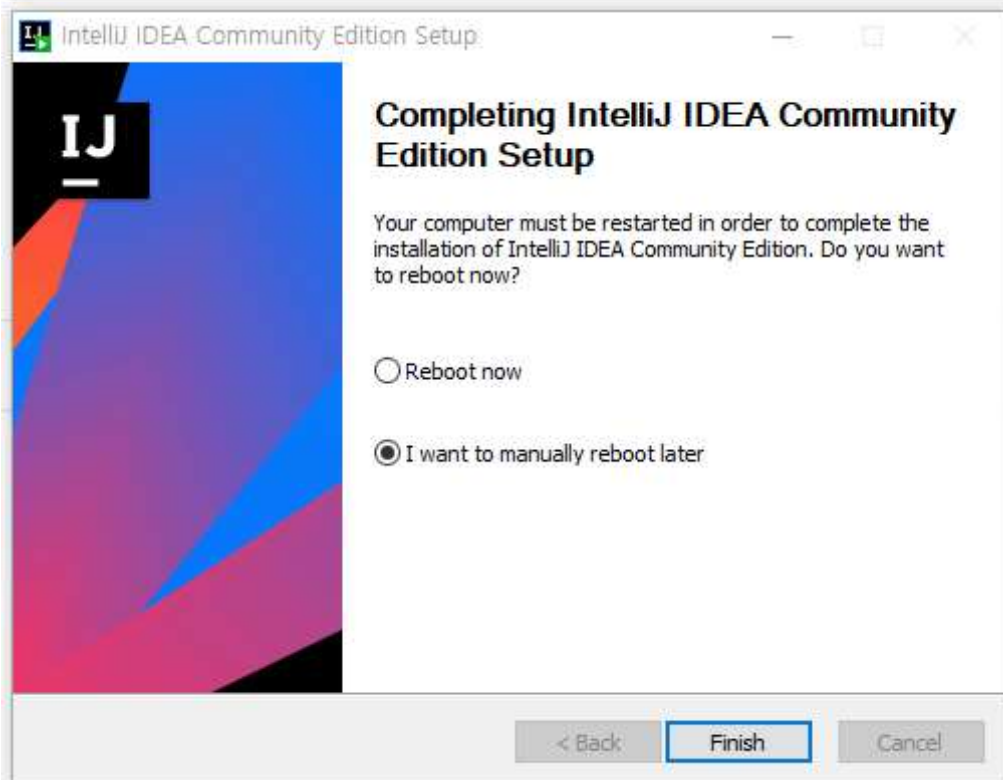 IntelliJ IDEA Community Edition Setup
IJ
Completing IntelliJ IDEA Community
Edition Setup
Your computer must be restarted in order to complete the
installation of IntelliJ IDEA Community Edition. Do you want
to reboot now?
Reboot now
I want to manually reboot later
< Back
Finish
Cancel